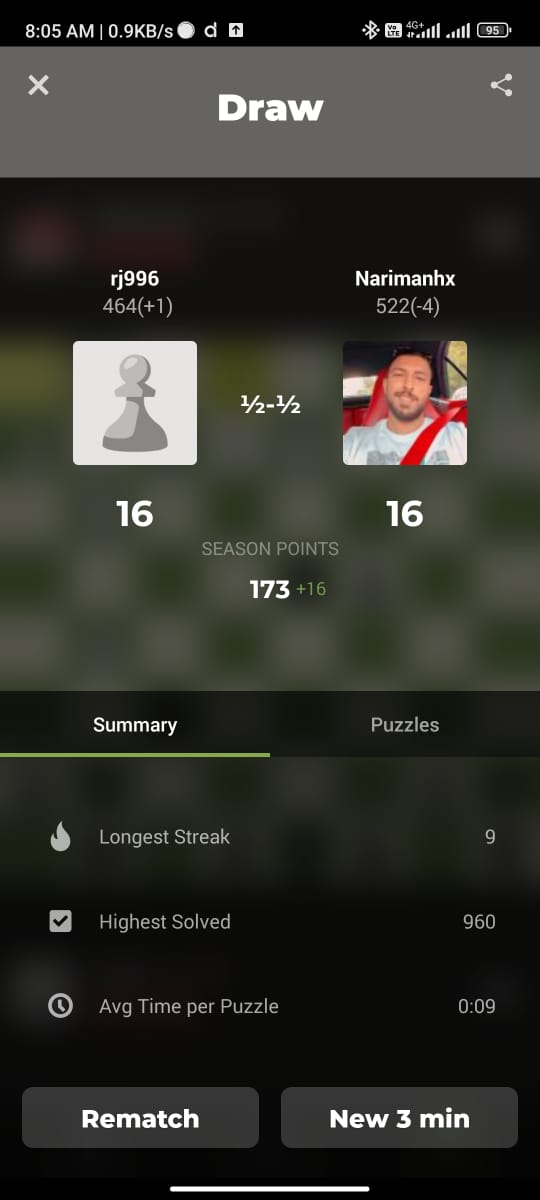 8:05 AM | 0.9KB/s d Vo LTE 4G+ 95
Draw
rj996 Narimanhx
464(+1) 522(-4)
½-½
16 16
SEASON POINTS
173 +16
Summary Puzzles
Longest Streak 9
Highest Solved 960
Avg Time per Puzzle 0:09
Rematch New 3 min